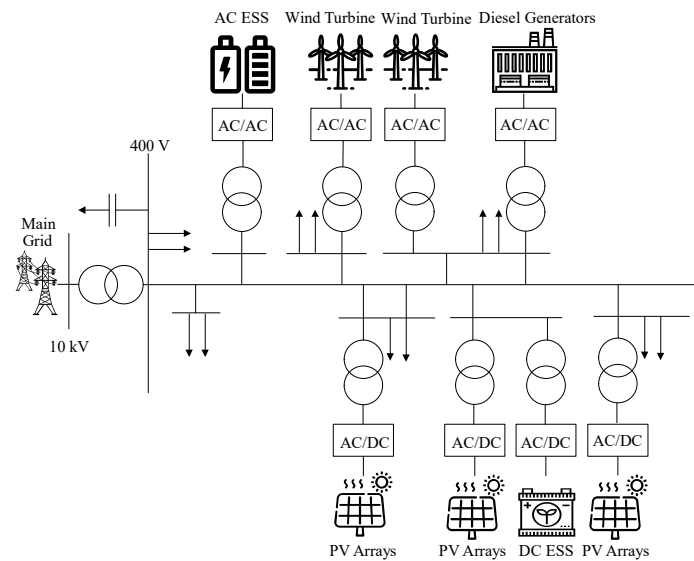 AC ESS
Wind Turbine
Wind Turbine
Diesel Generators
AC/AC
AC/AC
AC/AC
AC/AC
400 V
Main
Grid
10 kV
AC/DC
AC/DC
AC/DC
AC/DC
PV Arrays
PV Arrays
DC ESS
PV Arrays